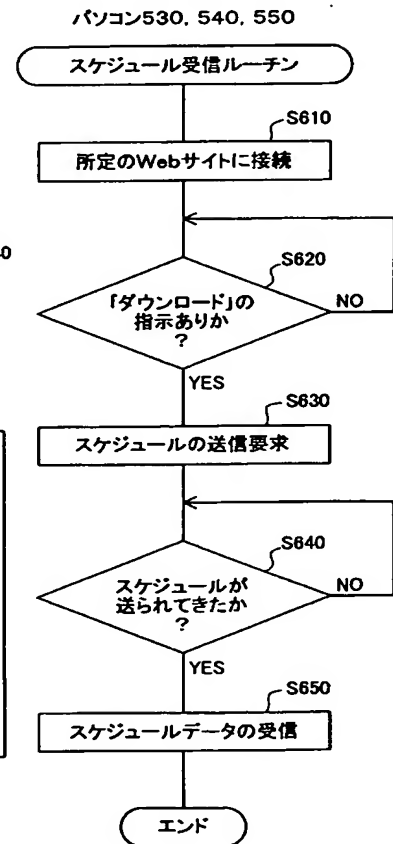 パソコン530, 540, 550
スケジュール受信ルーチン
S610
所定のWebサイトに接続
S620
「ダウンロード」の
指示ありか
?
NO
YES
S630
スケジュールの送信要求
S640
スケジュールが
送られてきたか
?
NO
YES
S650
スケジュールデータの受信
エンド